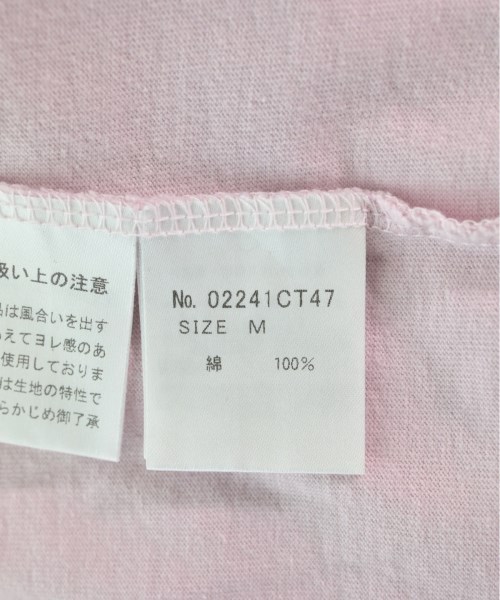 扱い上の注意
品は風合いを出す
えてヨレ感のあ
使用しておりま
は生地の特性で
らかじめ御了承
No. 02241CT47
SIZE M
綿 100%